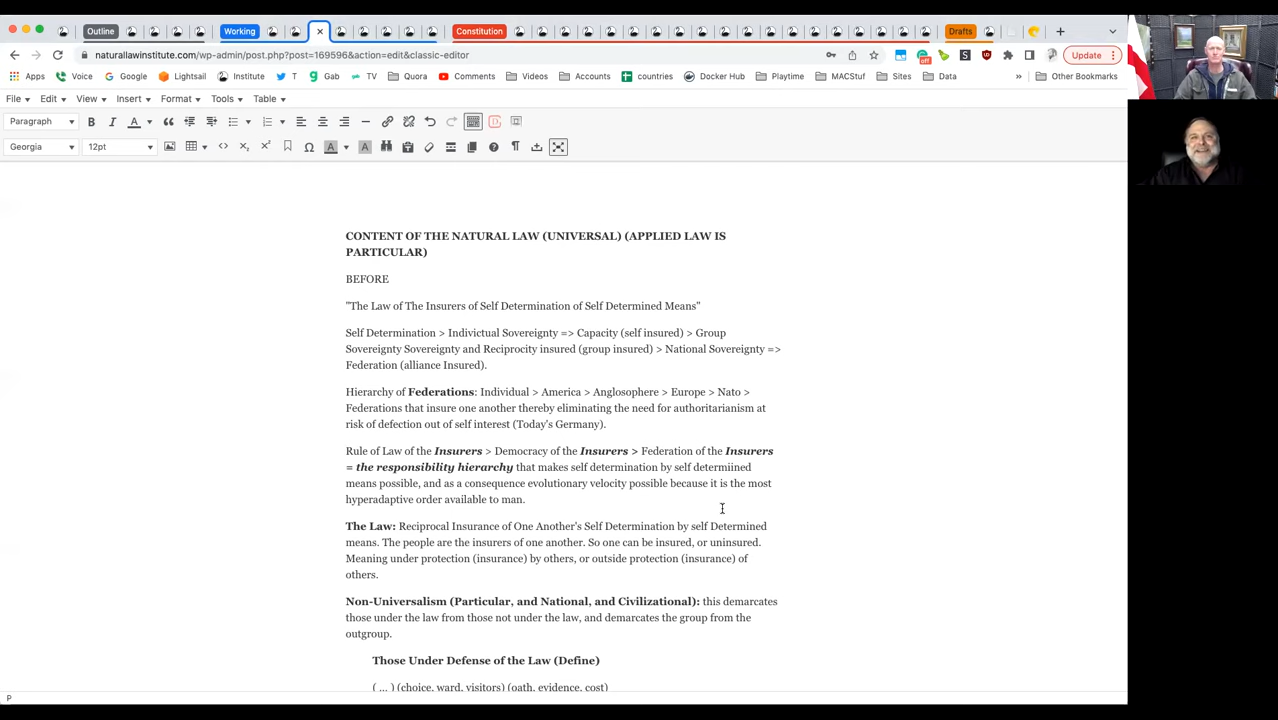 Outline
Working
Constitution
Drafts
naturallawinstitute.com/wp-admin/post.php?post=169596&action=edit&classic-editor
off
Update
Apps Voice Google Lightsail Institute T Gab TV Quora Comments Videos Accounts countries Docker Hub Playtime MACStuf Sites Data » Other Bookmarks
File Edit View Insert Format Tools Table
Paragraph B I A
Georgia 12pt A A
CONTENT OF THE NATURAL LAW (UNIVERSAL) (APPLIED LAW IS
PARTICULAR)
BEFORE
"The Law of The Insurers of Self Determination of Self Determined Means"
Self Determination > Indivictual Sovereignty => Capacity (self insured) > Group
Sovereignty Sovereignty and Reciprocity insured (group insured) > National Sovereignty =>
Federation (alliance Insured).
Hierarchy of Federations: Individual > America > Anglosphere > Europe > Nato >
Federations that insure one another thereby eliminating the need for authoritarianism at
risk of defection out of self interest (Today's Germany).
Rule of Law of the Insurers > Democracy of the Insurers > Federation of the Insurers
= the responsibility hierarchy that makes self determination by self determiined
means possible, and as a consequence evolutionary velocity possible because it is the most
hyperadaptive order available to man.
The Law: Reciprocal Insurance of One Another's Self Determination by self Determined
means. The people are the insurers of one another. So one can be insured, or uninsured.
Meaning under protection (insurance) by others, or outside protection (insurance) of
others.
Non-Universalism (Particular, and National, and Civilizational): this demarcates
those under the law from those not under the law, and demarcates the group from the
outgroup.
Those Under Defense of the Law (Define)
( ... ) (choice, ward, visitors) (oath, evidence, cost)
P